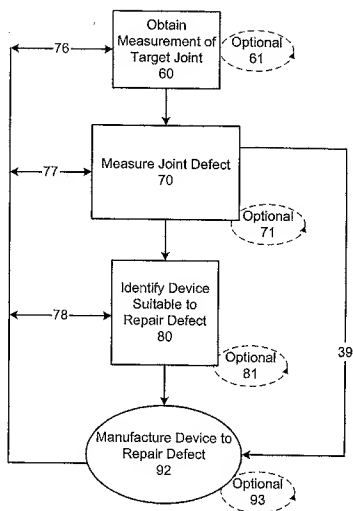 Obtain
Measurement of
Target Joint
60
Optional
61
76
Measure Joint Defect
70
77
Optional
71
Identify Device
Suitable to
Repair Defect
80
78
Optional
81
39
Manufacture Device to
Repair Defect
92
Optional
93